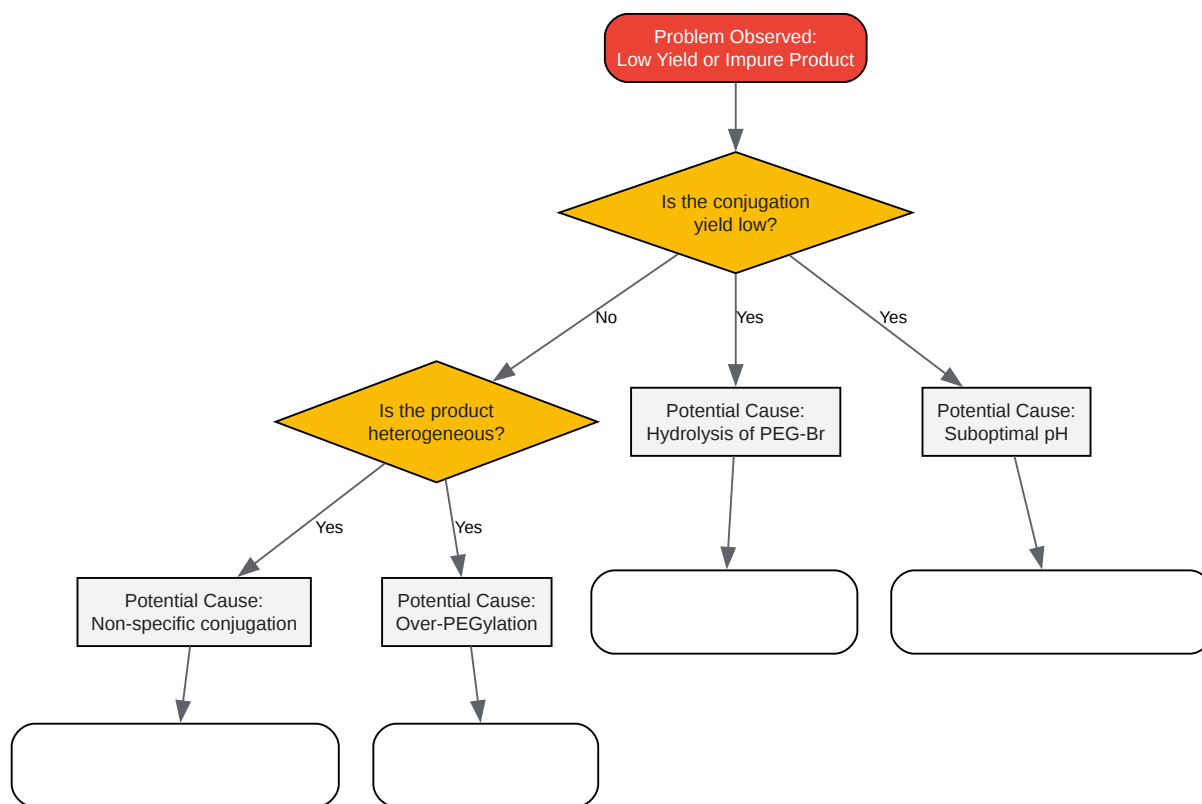 Problem Observed:
Low Yield or Impure Product
Is the conjugation
yield low?
No
Yes
Yes
Is the product
heterogeneous?
Potential Cause:
Hydrolysis of PEG-Br
Potential Cause:
Suboptimal pH
Yes
Yes
Potential Cause:
Non-specific conjugation
Potential Cause:
Over-PEGylation